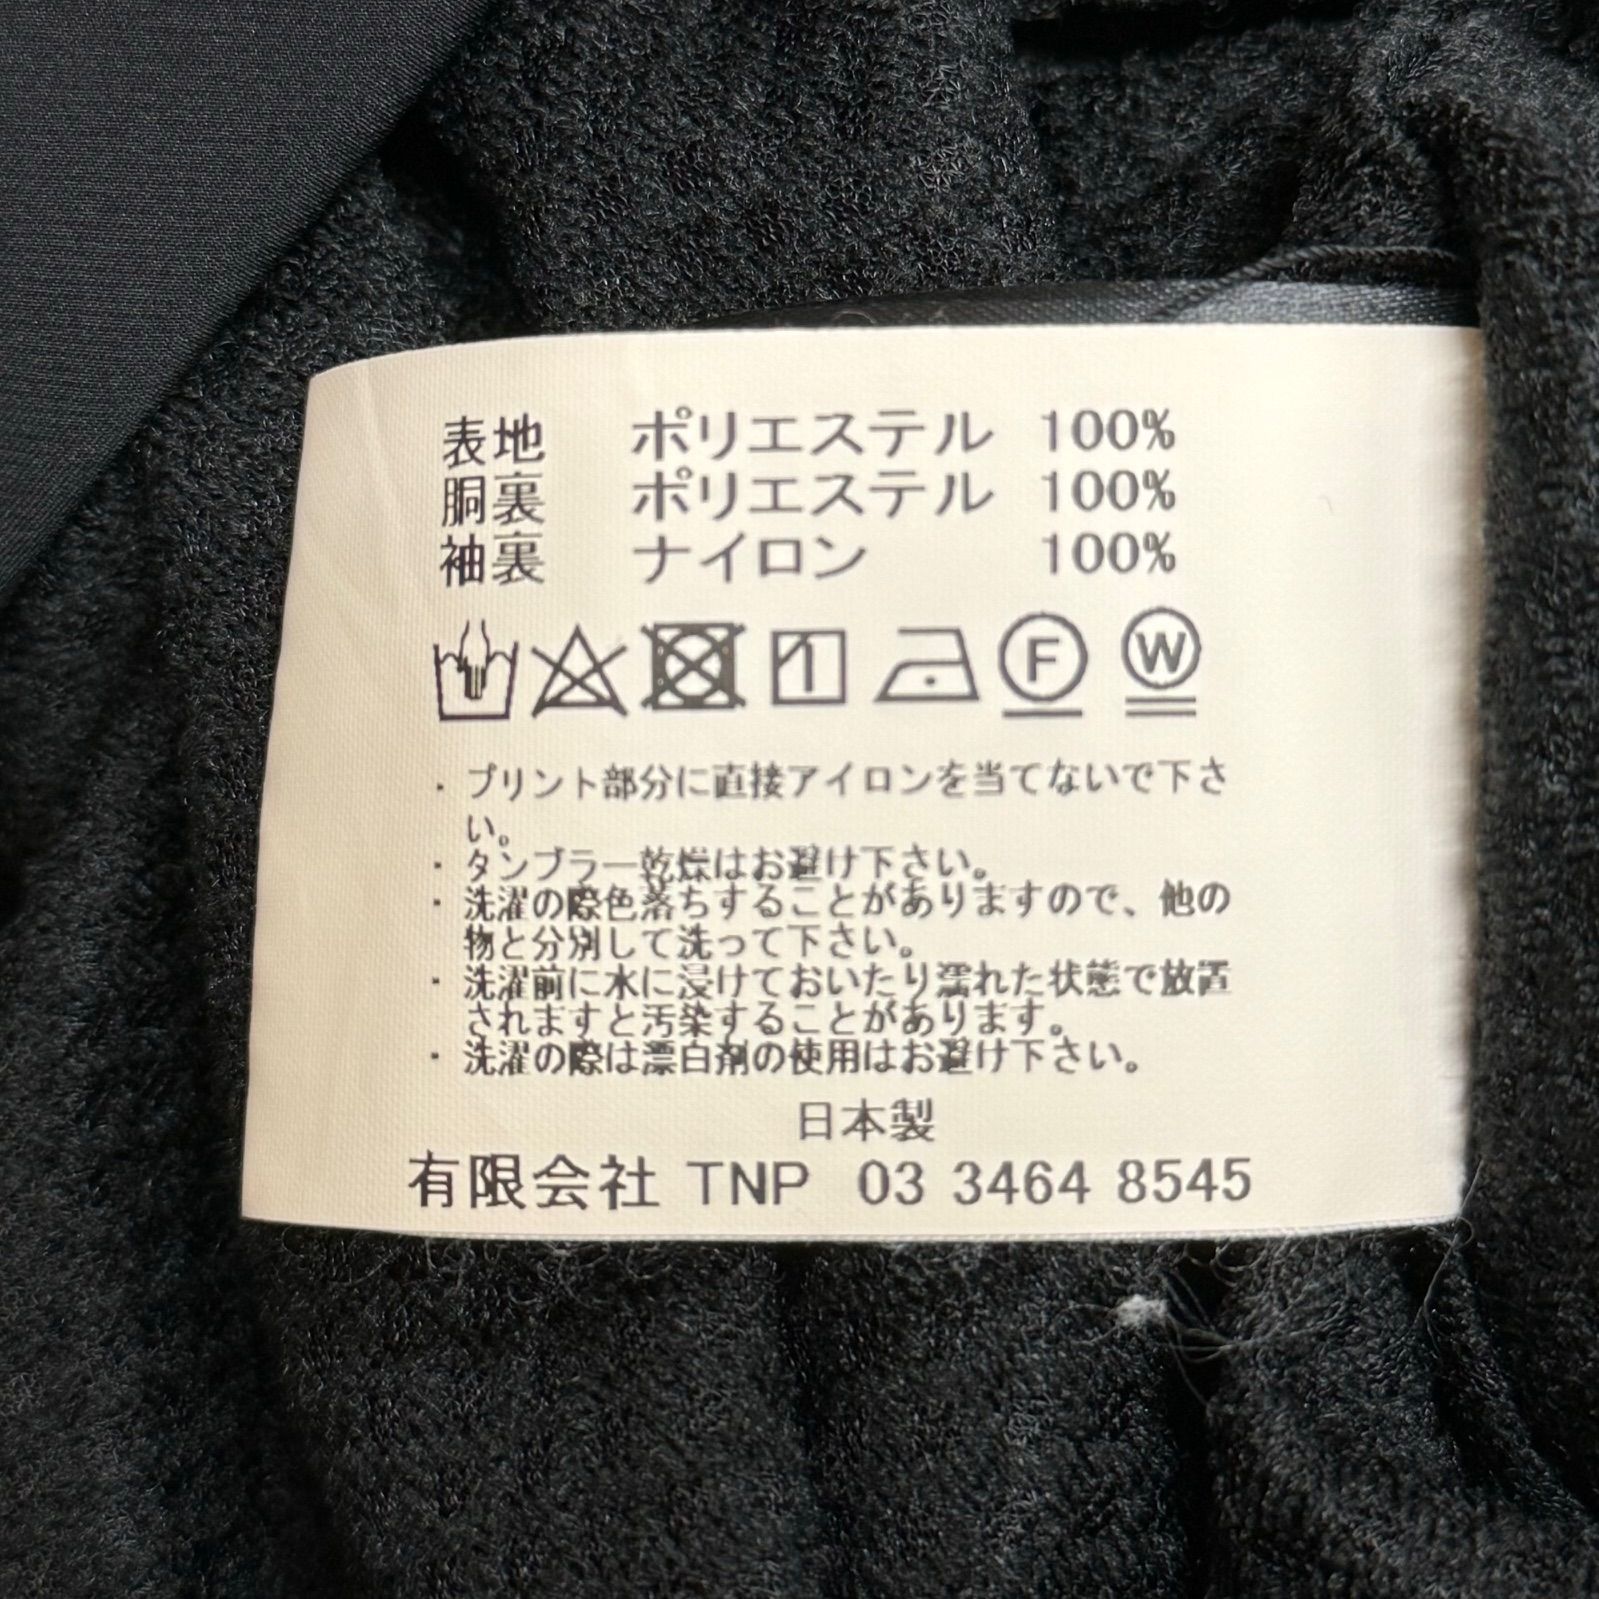 表地 ポリエステル 100%
胴裏 ポリエステル 100%
袖裏 ナイロン 100%
1 F W
・プリント部分に直接アイロンを当てないで下さ
い。
・タンブラー乾燥はお避け下さい。
・洗濯の際色落ちすることがありますので、他の
物と分別して洗って下さい。
・洗濯前に水に浸けておいたり濡れた状態で放置
されますと汚染することがあります。
・洗濯の際は漂白剤の使用はお避け下さい。
日本製
有限会社 TNP 03 3464 8545